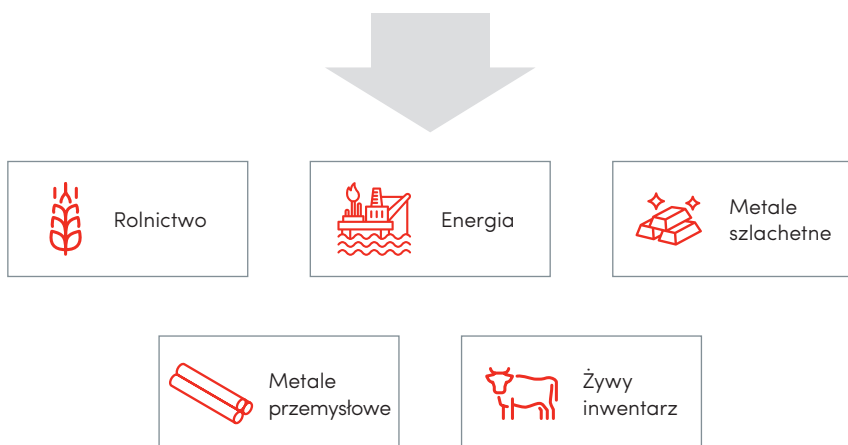 Rolnictwo
Energia
Metale
szlachetne
Metale
przemysłowe
Żywy
inwentarz